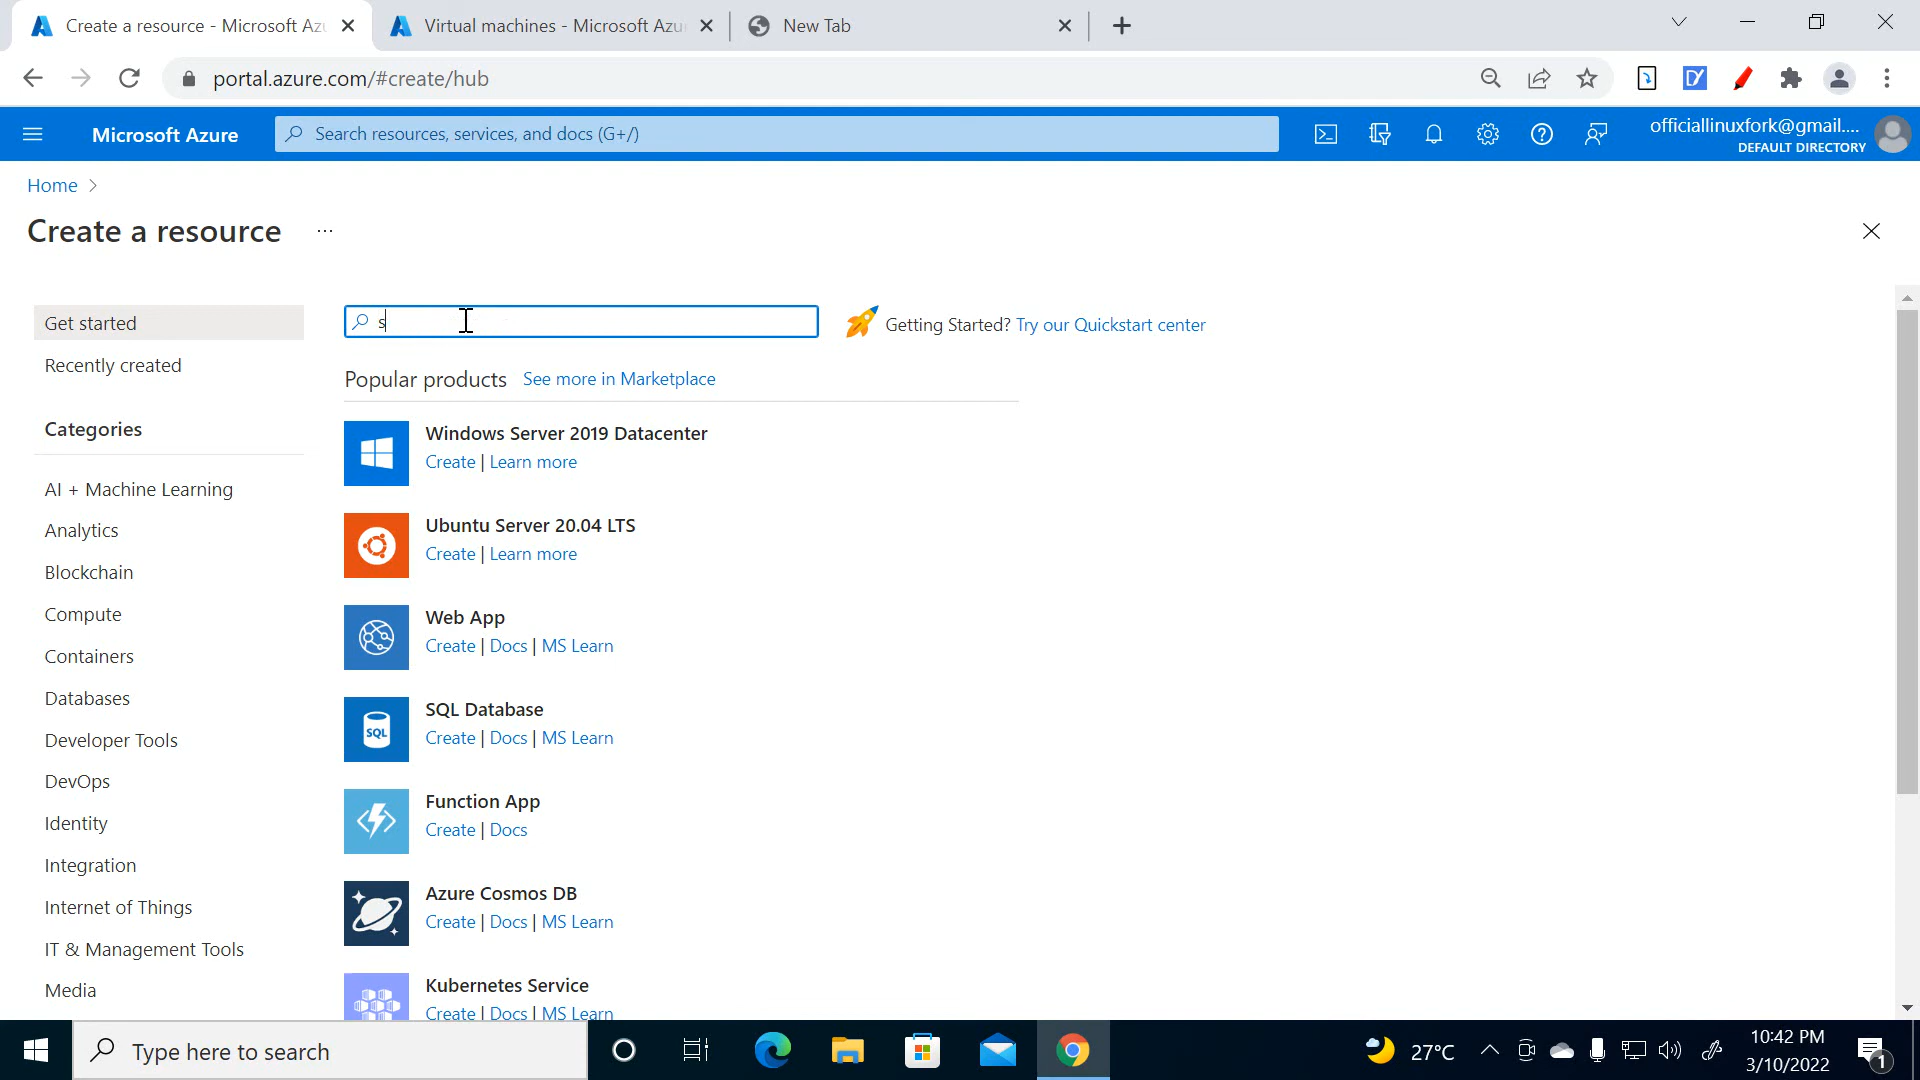 Create a resource - Microsoft Azu
Virtual machines - Microsoft Azu
New Tab
portal.azure.com/#create/hub
Microsoft Azure
Search resources, services, and docs (G+/)
officiallinuxfork@gmail....
DEFAULT DIRECTORY
Home
Create a resource
...
Get started
s
Getting Started? Try our Quickstart center
Recently created
Popular products
See more in Marketplace
Categories
Windows Server 2019 Datacenter
Create | Learn more
AI + Machine Learning
Analytics
Ubuntu Server 20.04 LTS
Create | Learn more
Blockchain
Compute
Web App
Create | Docs | MS Learn
Containers
Databases
SQL
SQL Database
Create | Docs | MS Learn
Developer Tools
DevOps
Function App
Create | Docs
Identity
Integration
Azure Cosmos DB
Create | Docs | MS Learn
Internet of Things
IT & Management Tools
Kubernetes Service
Create | Docs | MS Learn
Media
Type here to search
27°C
10:42 PM
3/10/2022
1